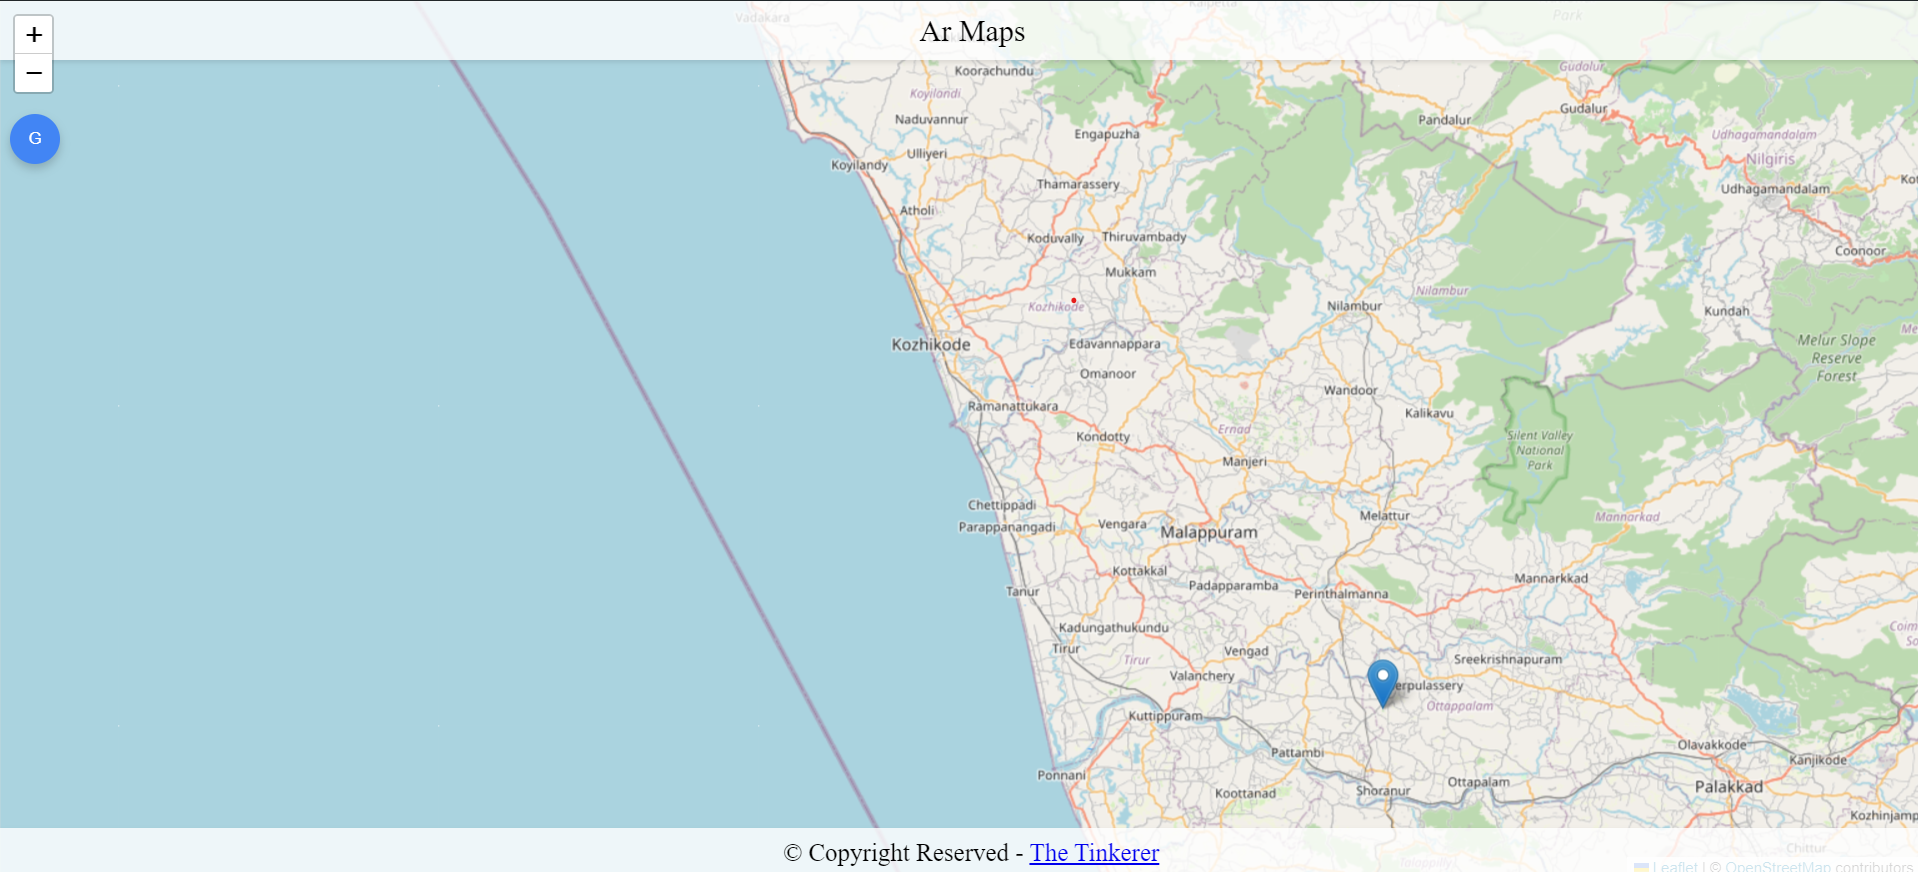 Vadakara
Kalpetta
Park
Ar Maps
+
−
G
Koorachundu
Gudalur
Koyilandi
Gudalur
Naduvannur
Pandalur
Engapuzha
Udhagamandalam
Ulliyeri
Koyilandy
Nilgiris
Thamarassery
Udhagamandalam
Atholi
Koduvally
Thiruvambady
Coonoor
Mukkam
Nilambur
Kozhikode
Nilambur
Kundah
Kozhikode
Edavannappara
Melur Slope
Reserve
Forest
Omanoor
Wandoor
Ramanattukara
Kalikavu
Ernad
Kondotty
Silent Valley
National
Park
Manjeri
Chettippadi
Melattur
Mannarkad
Parappanangadi
Vengara
Malappuram
Kottakkal
Mannarkkad
Padapparamba
Perinthalmanna
Tanur
Kadungathukundu
Tirur
Vengad
Tirur
Sreekrishnapuram
Valanchery
erpulassery
Ottappalam
Kuttippuram
Pattambi
Olavakkode
Kanjikode
Ponnani
Ottapalam
Koottanad
Shoranur
Palakkad
Kozhinjamp
Chittur
© Copyright Reserved - The Tinkerer
Talappilly
Leaflet | © OpenStreetMap contributors